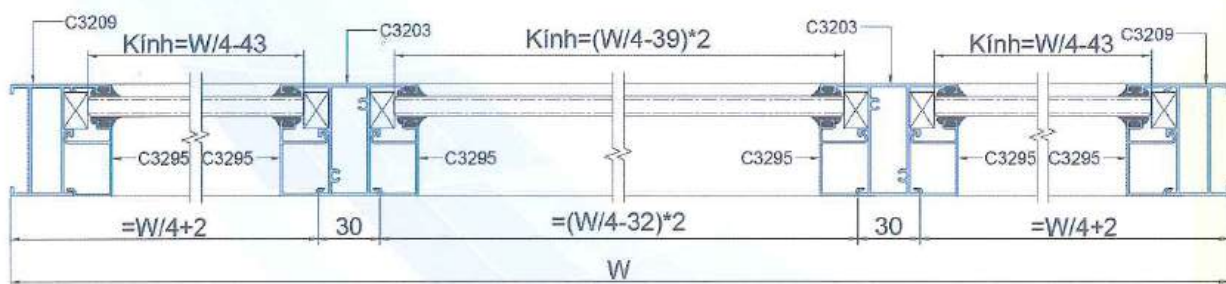 C3209 C3203 C3203 C3209
Kính=W/4-43 Kính=(W/4-39)*2 Kính=W/4-43
C3295 C3295 C3295 C3295 C3295 C3295
=W/4+2 30 =(W/4-32)*2 30 =W/4+2
W